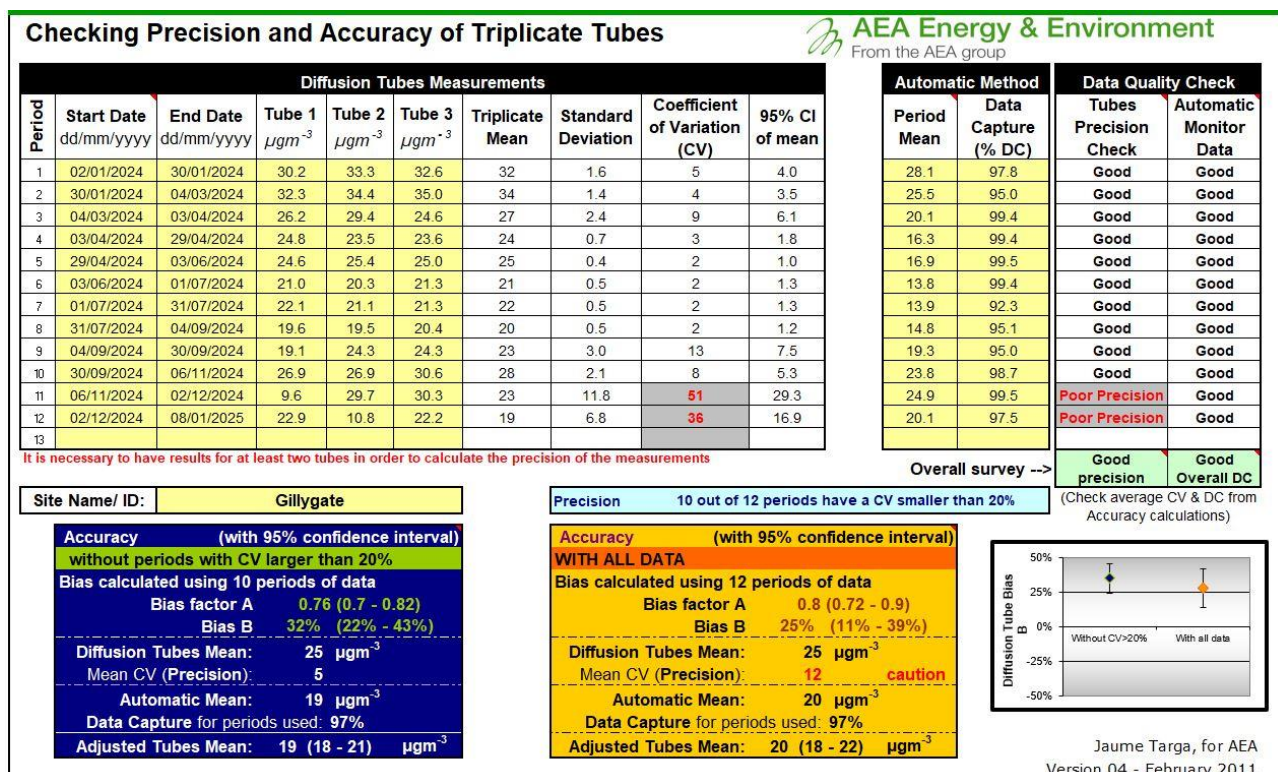 Checking Precision and Accuracy of Triplicate Tubes
AEA Energy & Environment
From the AEA group
Diffusion Tubes Measurements
Automatic Method
Data Quality Check
Period Start Date dd/mm/yyyy End Date dd/mm/yyyy Tube 1 µgm⁻³ Tube 2 µgm⁻³ Tube 3 µgm⁻³ Triplicate Mean Standard Deviation Coefficient of Variation (CV) 95% CI of mean Period Mean Data Capture (% DC) Tubes Precision Check Automatic Monitor Data
1 02/01/2024 30/01/2024 30.2 33.3 32.6 32 1.6 5 4.0 28.1 97.8 Good Good
2 30/01/2024 04/03/2024 32.3 34.4 35.0 34 1.4 4 3.5 25.5 95.0 Good Good
3 04/03/2024 03/04/2024 26.2 29.4 24.6 27 2.4 9 6.1 20.1 99.4 Good Good
4 03/04/2024 29/04/2024 24.8 23.5 23.6 24 0.7 3 1.8 16.3 99.4 Good Good
5 29/04/2024 03/06/2024 24.6 25.4 25.0 25 0.4 2 1.0 16.9 99.5 Good Good
6 03/06/2024 01/07/2024 21.0 20.3 21.3 21 0.5 2 1.3 13.8 99.4 Good Good
7 01/07/2024 31/07/2024 22.1 21.1 21.3 22 0.5 2 1.3 13.9 92.3 Good Good
8 31/07/2024 04/09/2024 19.6 19.5 20.4 20 0.5 2 1.2 14.8 95.1 Good Good
9 04/09/2024 30/09/2024 19.1 24.3 24.3 23 3.0 13 7.5 19.3 95.0 Good Good
10 30/09/2024 06/11/2024 26.9 26.9 30.6 28 2.1 8 5.3 23.8 98.7 Good Good
11 06/11/2024 02/12/2024 9.6 29.7 30.3 23 11.8 51 29.3 24.9 99.5 Poor Precision Good
12 02/12/2024 08/01/2025 22.9 10.8 22.2 19 6.8 36 16.9 20.1 97.5 Poor Precision Good
13
It is necessary to have results for at least two tubes in order to calculate the precision of the measurements
Overall survey --> Good precision Good Overall DC
(Check average CV & DC from
Accuracy calculations)
Site Name/ ID: Gillygate
Precision 10 out of 12 periods have a CV smaller than 20%
Accuracy (with 95% confidence interval)
without periods with CV larger than 20%
Bias calculated using 10 periods of data
Bias factor A 0.76 (0.7 - 0.82)
Bias B 32% (22% - 43%)
Diffusion Tubes Mean: 25 µgm⁻³
Mean CV (Precision): 5
Automatic Mean: 19 µgm⁻³
Data Capture for periods used: 97%
Adjusted Tubes Mean: 19 (18 - 21) µgm⁻³
Accuracy (with 95% confidence interval)
WITH ALL DATA
Bias calculated using 12 periods of data
Bias factor A 0.8 (0.72 - 0.9)
Bias B 25% (11% - 39%)
Diffusion Tubes Mean: 25 µgm⁻³
Mean CV (Precision): 12 caution
Automatic Mean: 20 µgm⁻³
Data Capture for periods used: 97%
Adjusted Tubes Mean: 20 (18 - 22) µgm⁻³
Diffusion Tube Bias B
50%
25%
0%
-25%
-50%
Without CV>20% With all data
Jaume Targa, for AEA
Version 04 - February 2011